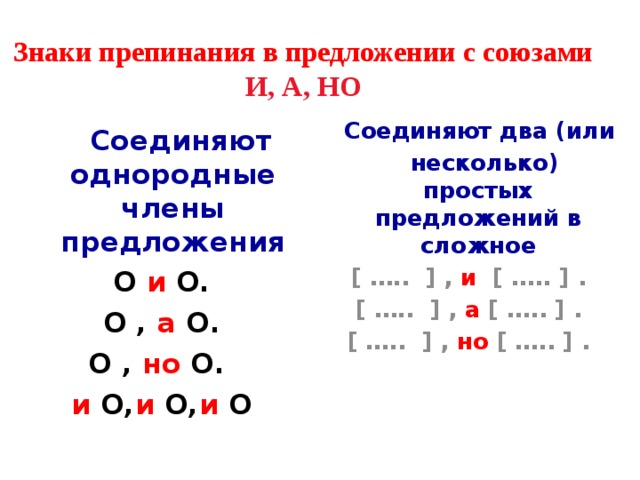 Знаки препинания в предложении с союзами
И, А, НО
Соединяют
однородные
члены
предложения
О и О.
О , а О.
О , но О.
и О,и О,и О
Соединяют два (или
несколько)
простых
предложений в
сложное
[ ….. ] , и [ ….. ] .
[ ….. ] , а [ ….. ] .
[ ….. ] , но [ ….. ] .